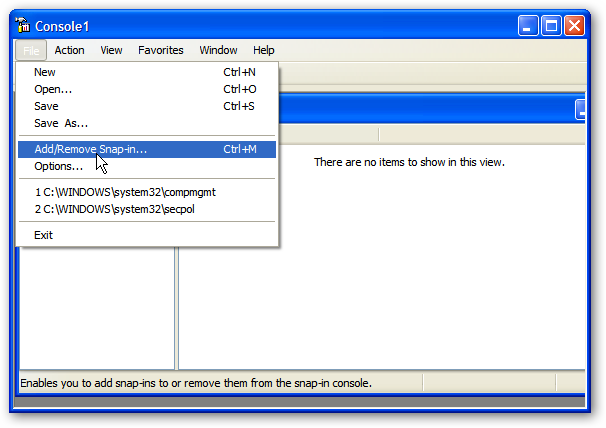 Console1
File Action View Favorites Window Help
New Ctrl+N
Open... Ctrl+O
Save Ctrl+S
Save As...
Add/Remove Snap-in... Ctrl+M
Options...
1 C:\WINDOWS\system32\compmgmt
2 C:\WINDOWS\system32\secpol
Exit
There are no items to show in this view.
Enables you to add snap-ins to or remove them from the snap-in console.